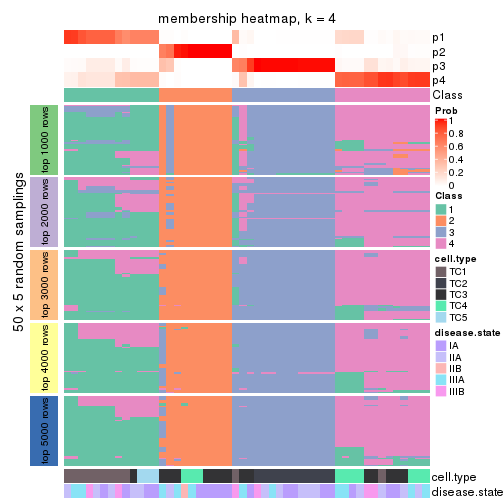 membership heatmap, k = 4
p1
p2
p3
p4
Class
50 x 5 random samplings
top 1000 rows
top 2000 rows
top 3000 rows
top 4000 rows
top 5000 rows
cell.type
disease.state
Prob
1
0.8
0.6
0.4
0.2
0
Class
1
2
3
4
cell.type
TC1
TC2
TC3
TC4
TC5
disease.state
IA
IIA
IIB
IIIA
IIIB